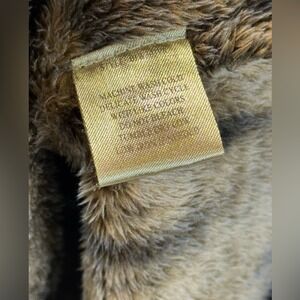 MACHINE WASH COLD
DELICATE WASH CYCLE
WITH LIKE COLORS
DO NOT BLEACH
TUMBLE DRY LOW